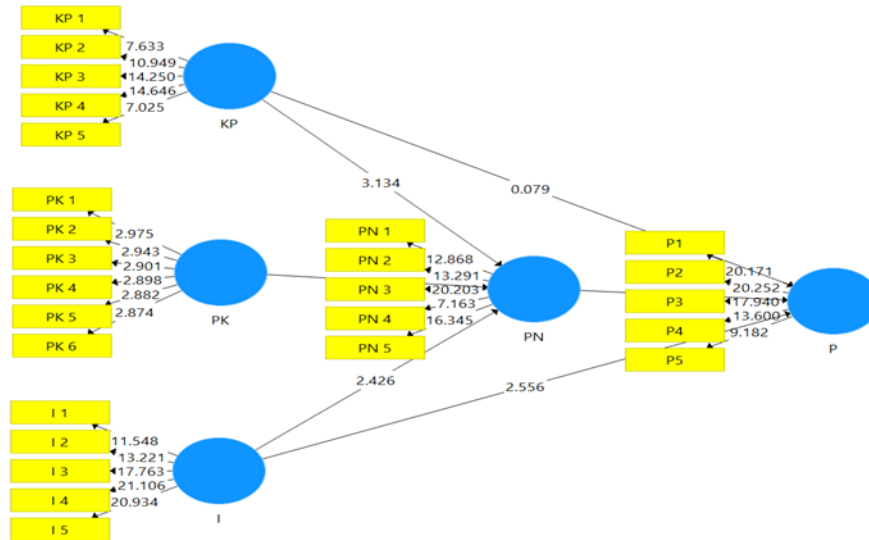 KP 1
KP 2
KP 3
KP 4
KP 5
7.633
10.949
14.250
14.646
7.025
KP
3.134
0.079
PK 1
PK 2
PK 3
PK 4
PK 5
PK 6
2.975
2.943
2.901
2.898
2.882
2.874
PK
PN 1
PN 2
PN 3
PN 4
PN 5
12.868
13.291
20.203
7.163
16.345
PN
P1
P2
P3
P4
P5
20.171
20.252
17.940
13.600
9.182
P
2.426
2.556
I 1
I 2
I 3
I 4
I 5
11.548
13.221
17.763
21.106
20.934
I